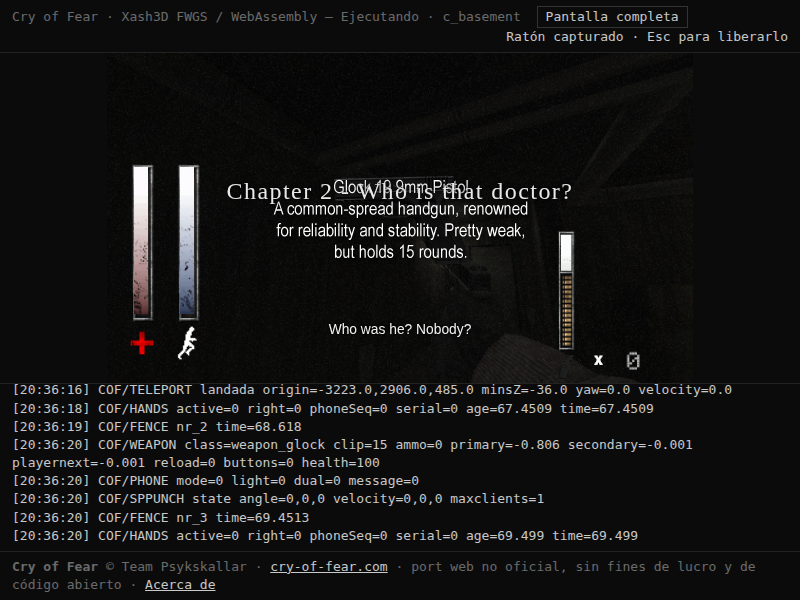 Cry of Fear · Xash3D FWGS / WebAssembly — Ejecutando · c_basement
Pantalla completa
Ratón capturado · Esc para liberarlo
Glock 19 9mm Pistol
Chapter 2 - Who is that doctor?
A common-spread handgun, renowned
for reliability and stability. Pretty weak,
but holds 15 rounds.
Who was he? Nobody?
x 0
[20:36:16] COF/TELEPORT landada origin=-3223.0,2906.0,485.0 minsZ=-36.0 yaw=0.0 velocity=0.0
[20:36:18] COF/HANDS active=0 right=0 phoneSeq=0 serial=0 age=67.4509 time=67.4509
[20:36:19] COF/FENCE nr_2 time=68.618
[20:36:20] COF/WEAPON class=weapon_glock clip=15 ammo=0 primary=-0.806 secondary=-0.001
playernext=-0.001 reload=0 buttons=0 health=100
[20:36:20] COF/PHONE mode=0 light=0 dual=0 message=0
[20:36:20] COF/SPPUNCH state angle=0,0,0 velocity=0,0,0 maxclients=1
[20:36:20] COF/FENCE nr_3 time=69.4513
[20:36:20] COF/HANDS active=0 right=0 phoneSeq=0 serial=0 age=69.499 time=69.499
Cry of Fear © Team Psykskallar · cry-of-fear.com · port web no oficial, sin fines de lucro y de
código abierto · Acerca de